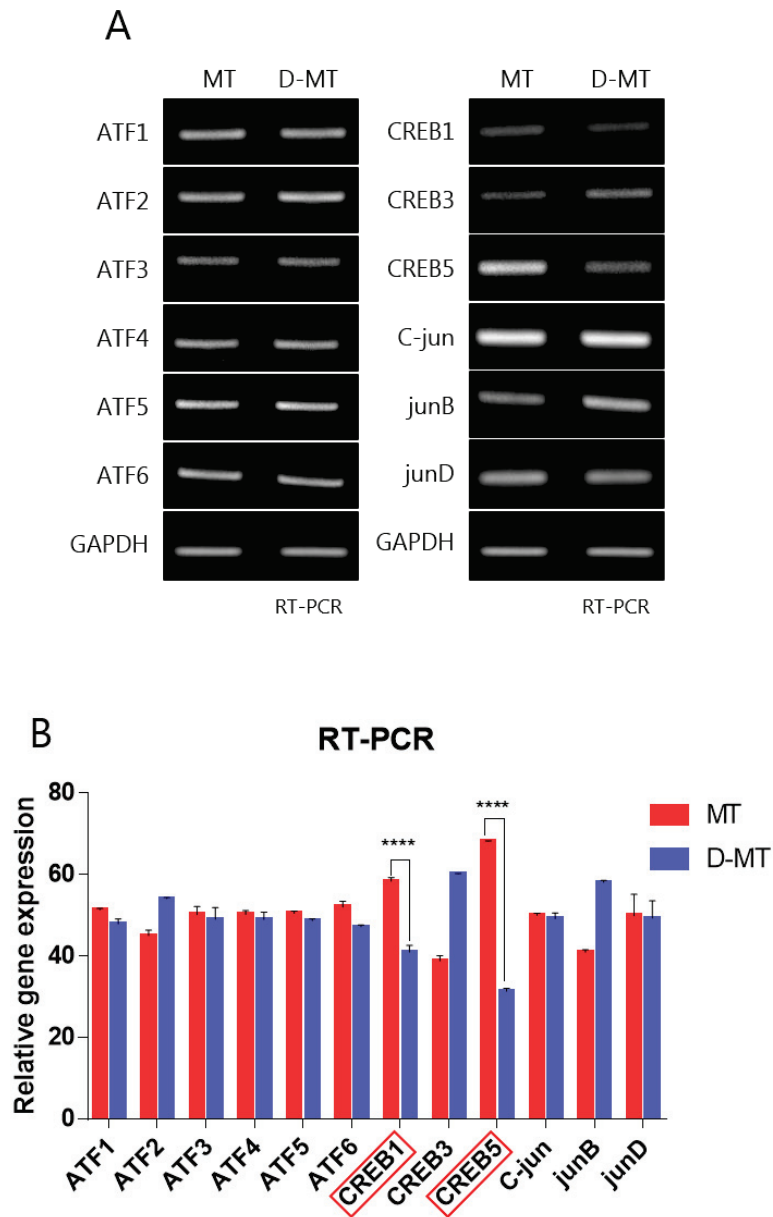 A
MT D-MT
ATF1
ATF2
ATF3
ATF4
ATF5
ATF6
GAPDH
RT-PCR
MT D-MT
CREB1
CREB3
CREB5
C-jun
junB
junD
GAPDH
RT-PCR
B
RT-PCR
Relative gene expression
80
60
40
20
0
****
****
MT
D-MT
ATF1 ATF2 ATF3 ATF4 ATF5 ATF6 CREB1 CREB3 CREB5 C-jun junB junD